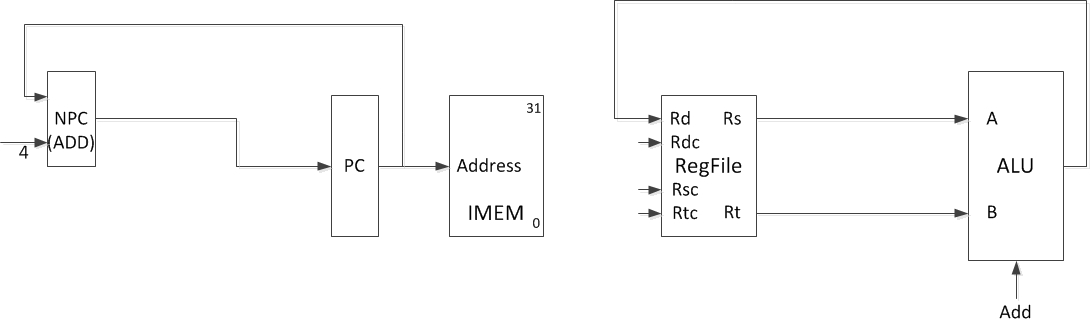 NPC
(ADD)
4
PC
31
Address
IMEM
0
Rd Rs
Rdc
RegFile
Rsc
Rtc Rt
A
ALU
B
Add